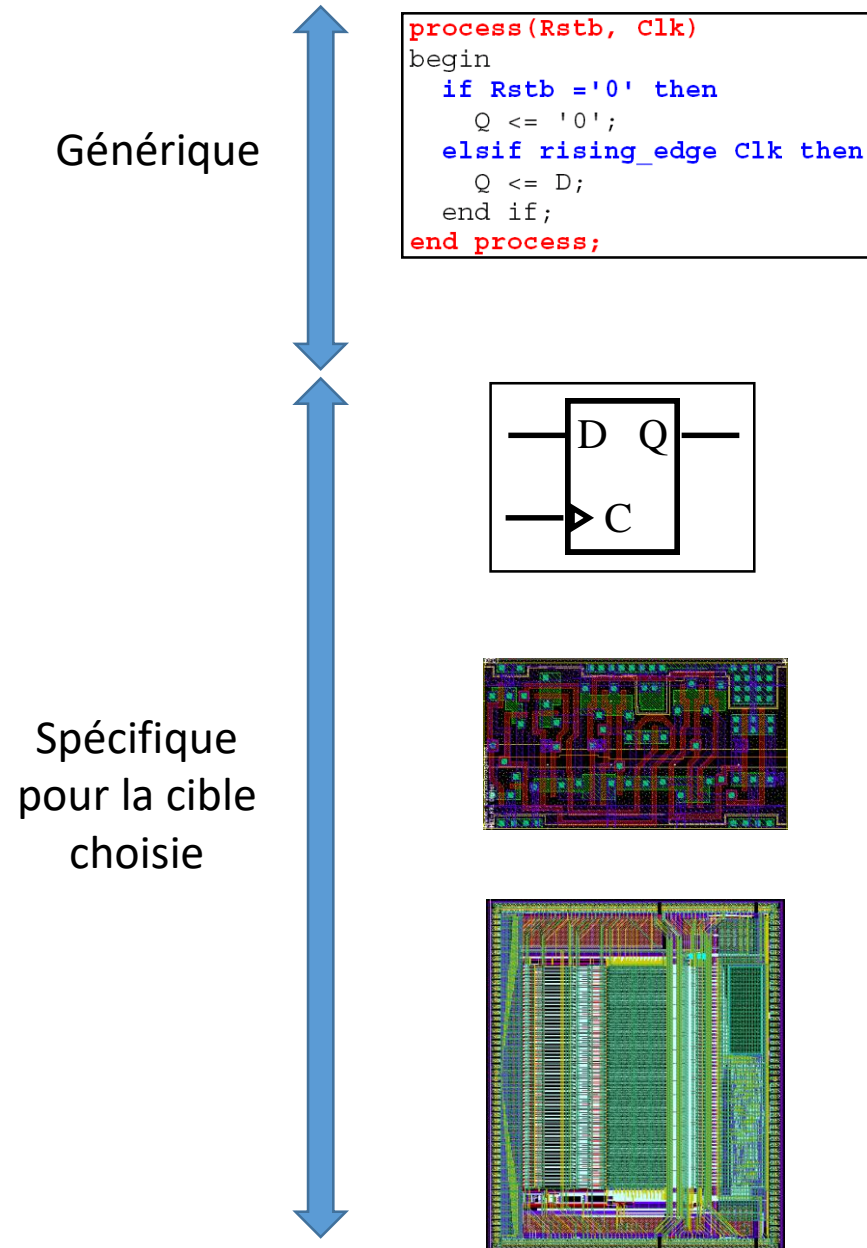 Générique
process(Rstb, Clk)
begin
if Rstb ='0' then
Q <= '0';
elsif rising_edge Clk then
Q <= D;
end if;
end process;
D Q
C
Spécifique
pour la cible
choisie